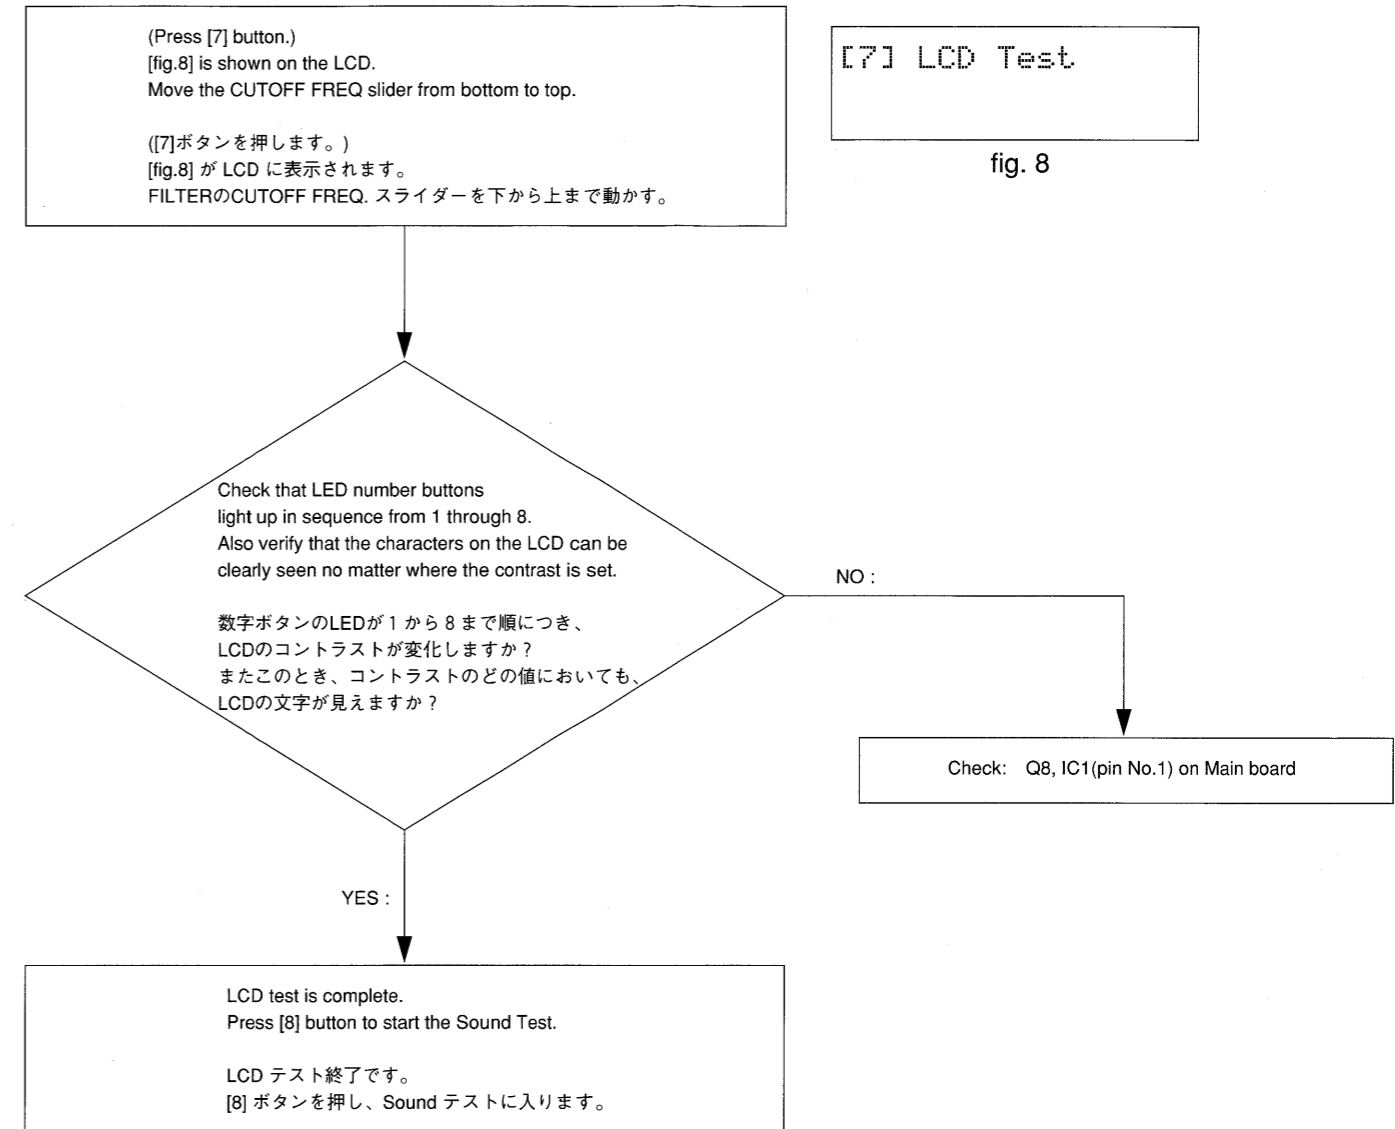 (Press [7] button.)
[fig.8] is shown on the LCD.
Move the CUTOFF FREQ slider from bottom to top.
([7]ボタンを押します。)
[fig.8] が LCD に表示されます。
FILTERのCUTOFF FREQ. スライダーを下から上まで動かす。
[7] LCD Test
fig. 8
Check that LED number buttons
light up in sequence from 1 through 8.
Also verify that the characters on the LCD can be
clearly seen no matter where the contrast is set.
数字ボタンのLEDが 1 から 8 まで順につき、
LCDのコントラストが変化しますか？
またこのとき、コントラストのどの値においても、
LCDの文字が見えますか？
NO :
Check: Q8, IC1(pin No.1) on Main board
YES :
LCD test is complete.
Press [8] button to start the Sound Test.
LCD テスト終了です。
[8] ボタンを押し、Sound テストに入ります。